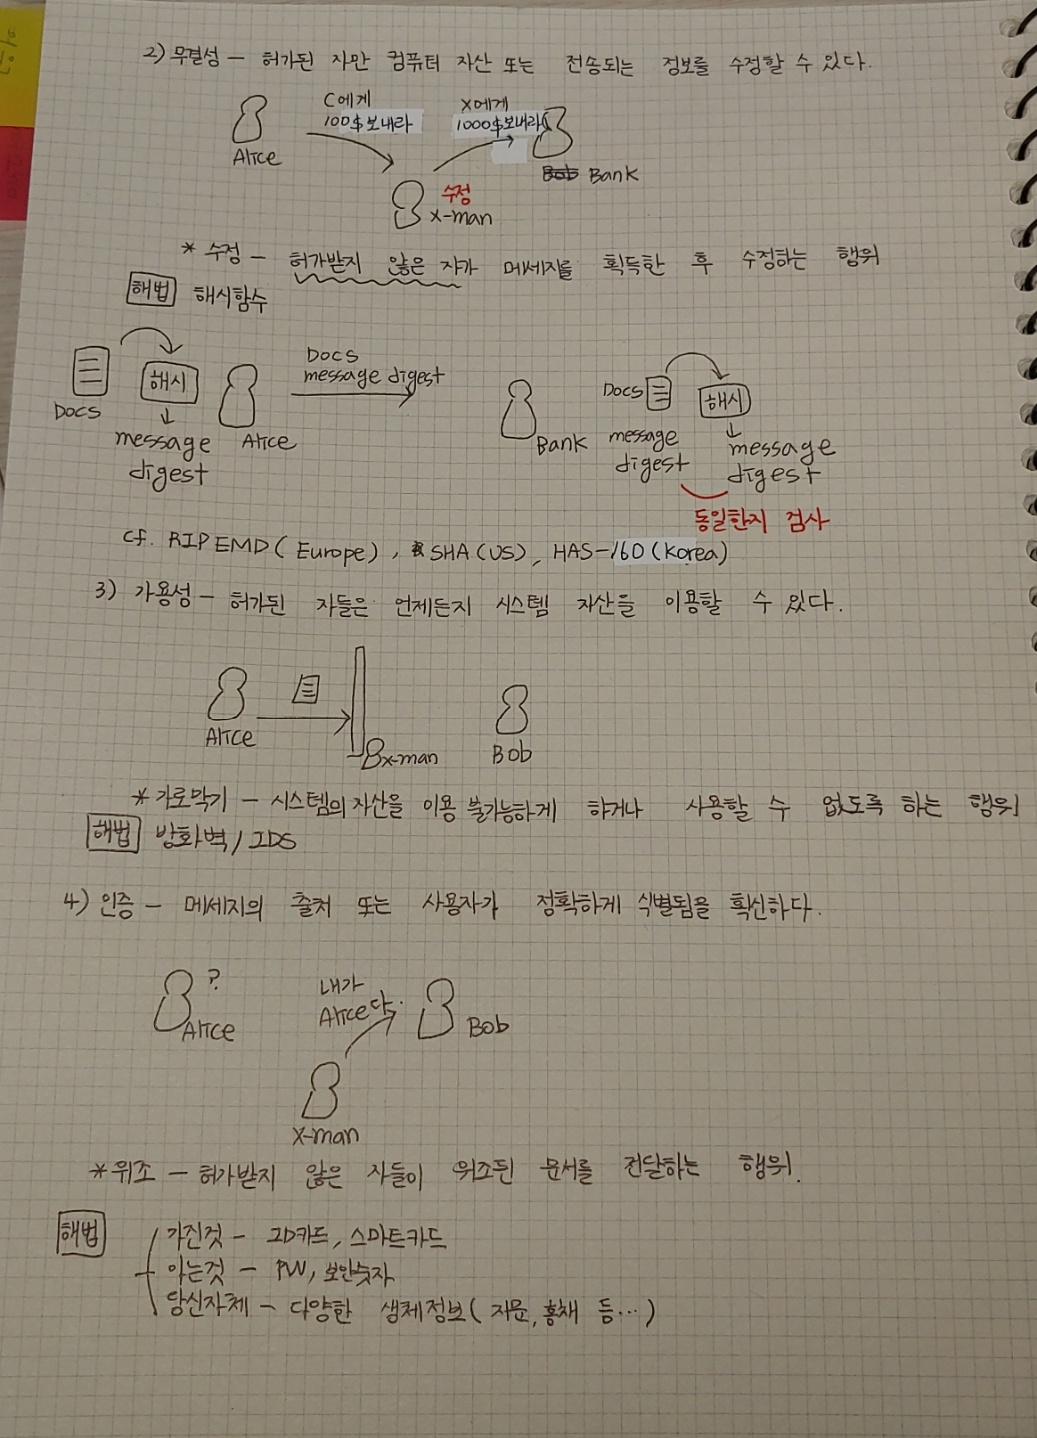 2) 무결성 - 허가된 자만 컴퓨터 자산 또는 전송되는 정보를 수정할 수 있다.
C에게
100$보내라
X에게
1000$보내라
Alice
Bob Bank
수정
X-man
* 수정 - 허가받지 않은 자가 메세지를 획득한 후 수정하는 행위
해법 해시함수
Docs
해시
message
digest
Alice
Docs
message digest
Bank
Docs
해시
message
digest
message
digest
동일한지 검사
cf. RIPEMD(Europe), SHA(US), HAS-160(Korea)
3) 가용성 - 허가된 자들은 언제든지 시스템 자산을 이용할 수 있다.
Alice
X-man
Bob
* 가로막기 - 시스템의 자산을 이용 불가능하게 하거나 사용할 수 없도록 하는 행위
해법 방화벽/IDS
4) 인증 - 메세지의 출처 또는 사용자가 정확하게 식별됨을 확신하다.
?
Alice
내가
Alice다.
Bob
X-man
* 위조 - 허가받지 않은 자들이 위조된 문서를 전달하는 행위.
해법
가진것 - ID카드, 스마트카드
아는것 - PW, 보안숫자
당신자체 - 다양한 생체정보(지문, 홍채 등...)